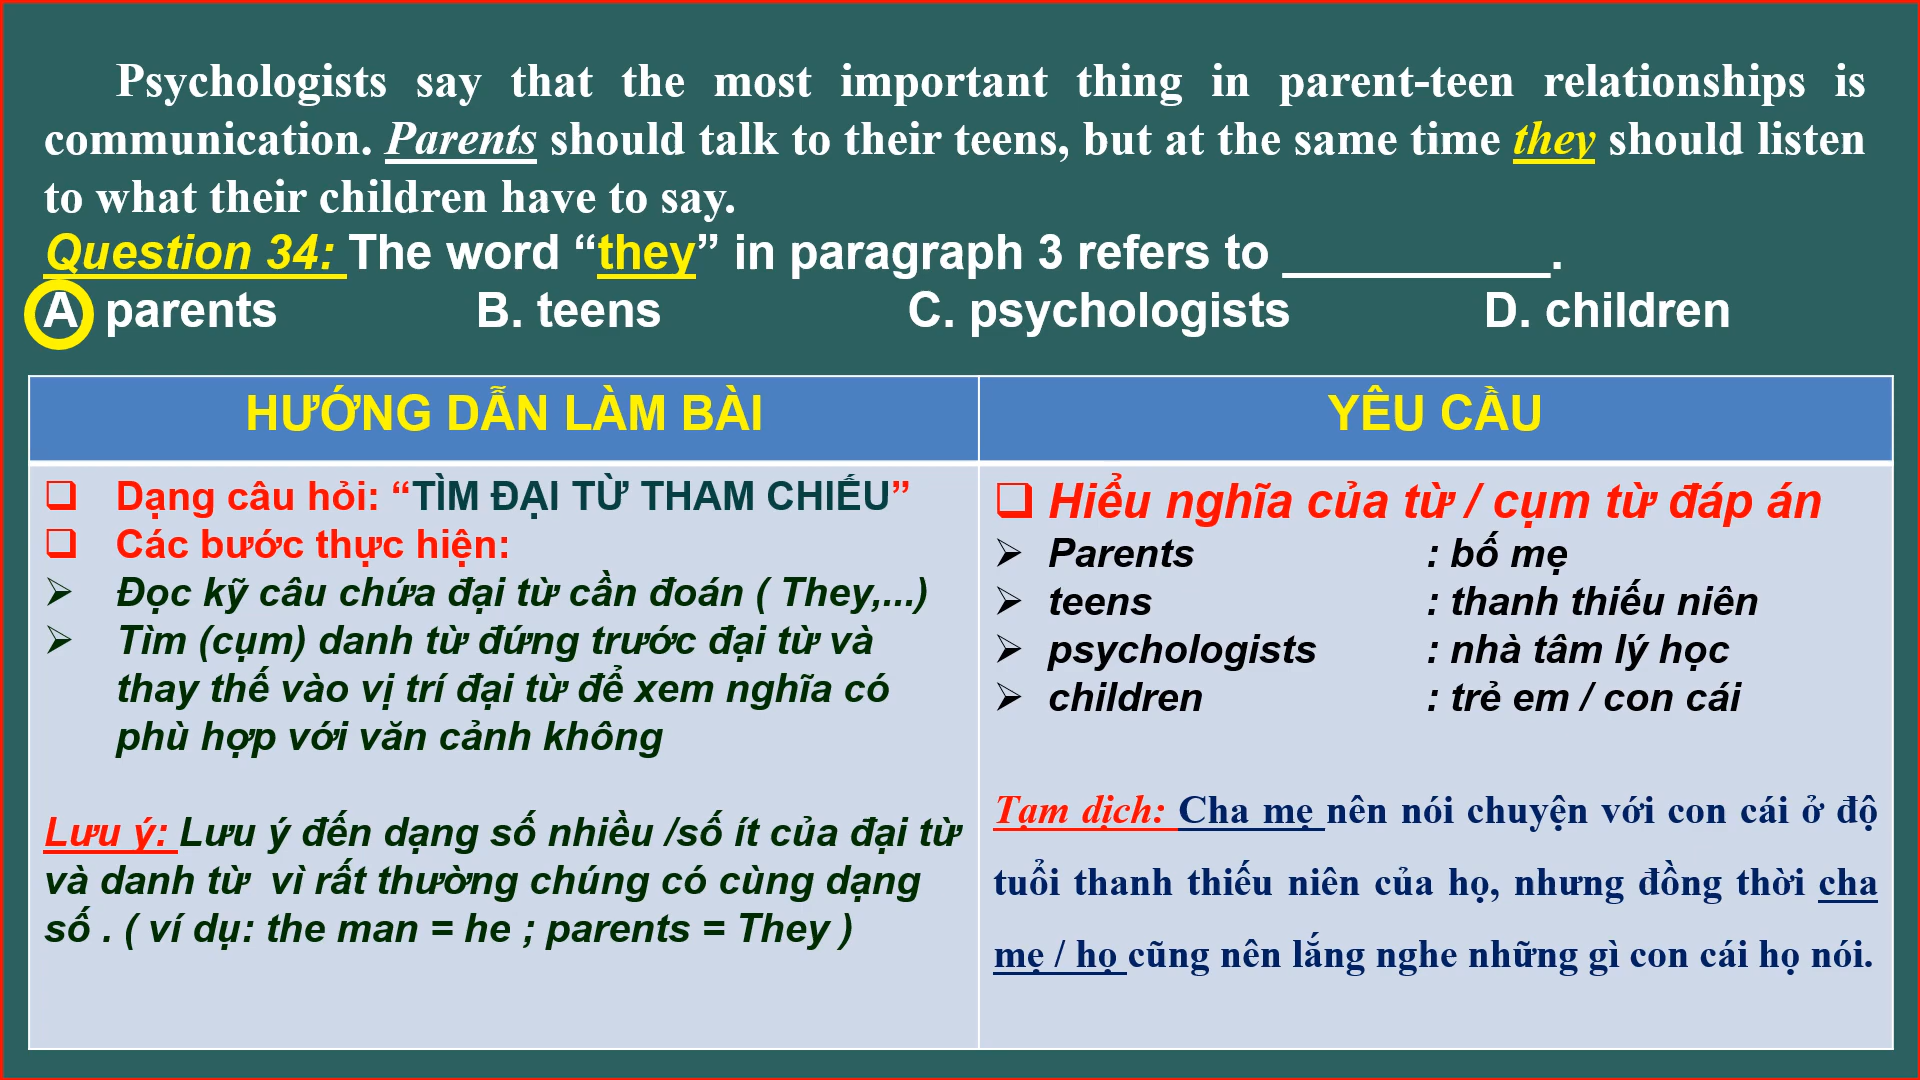 Psychologists say that the most important thing in parent-teen relationships is
communication. Parents should talk to their teens, but at the same time they should listen
to what their children have to say.
Question 34: The word “they” in paragraph 3 refers to __________.
A parents B. teens C. psychologists D. children
HƯỚNG DẪN LÀM BÀI
❑ Dạng câu hỏi: “TÌM ĐẠI TỪ THAM CHIẾU”
❑ Các bước thực hiện:
➢ Đọc kỹ câu chứa đại từ cần đoán ( They,...)
➢ Tìm (cụm) danh từ đứng trước đại từ và
thay thế vào vị trí đại từ để xem nghĩa có
phù hợp với văn cảnh không
Lưu ý: Lưu ý đến dạng số nhiều /số ít của đại từ
và danh từ vì rất thường chúng có cùng dạng
số . ( ví dụ: the man = he ; parents = They )
YÊU CẦU
❑ Hiểu nghĩa của từ / cụm từ đáp án
➢ Parents : bố mẹ
➢ teens : thanh thiếu niên
➢ psychologists : nhà tâm lý học
➢ children : trẻ em / con cái
Tạm dịch: Cha mẹ nên nói chuyện với con cái ở độ
tuổi thanh thiếu niên của họ, nhưng đồng thời cha
mẹ / họ cũng nên lắng nghe những gì con cái họ nói.